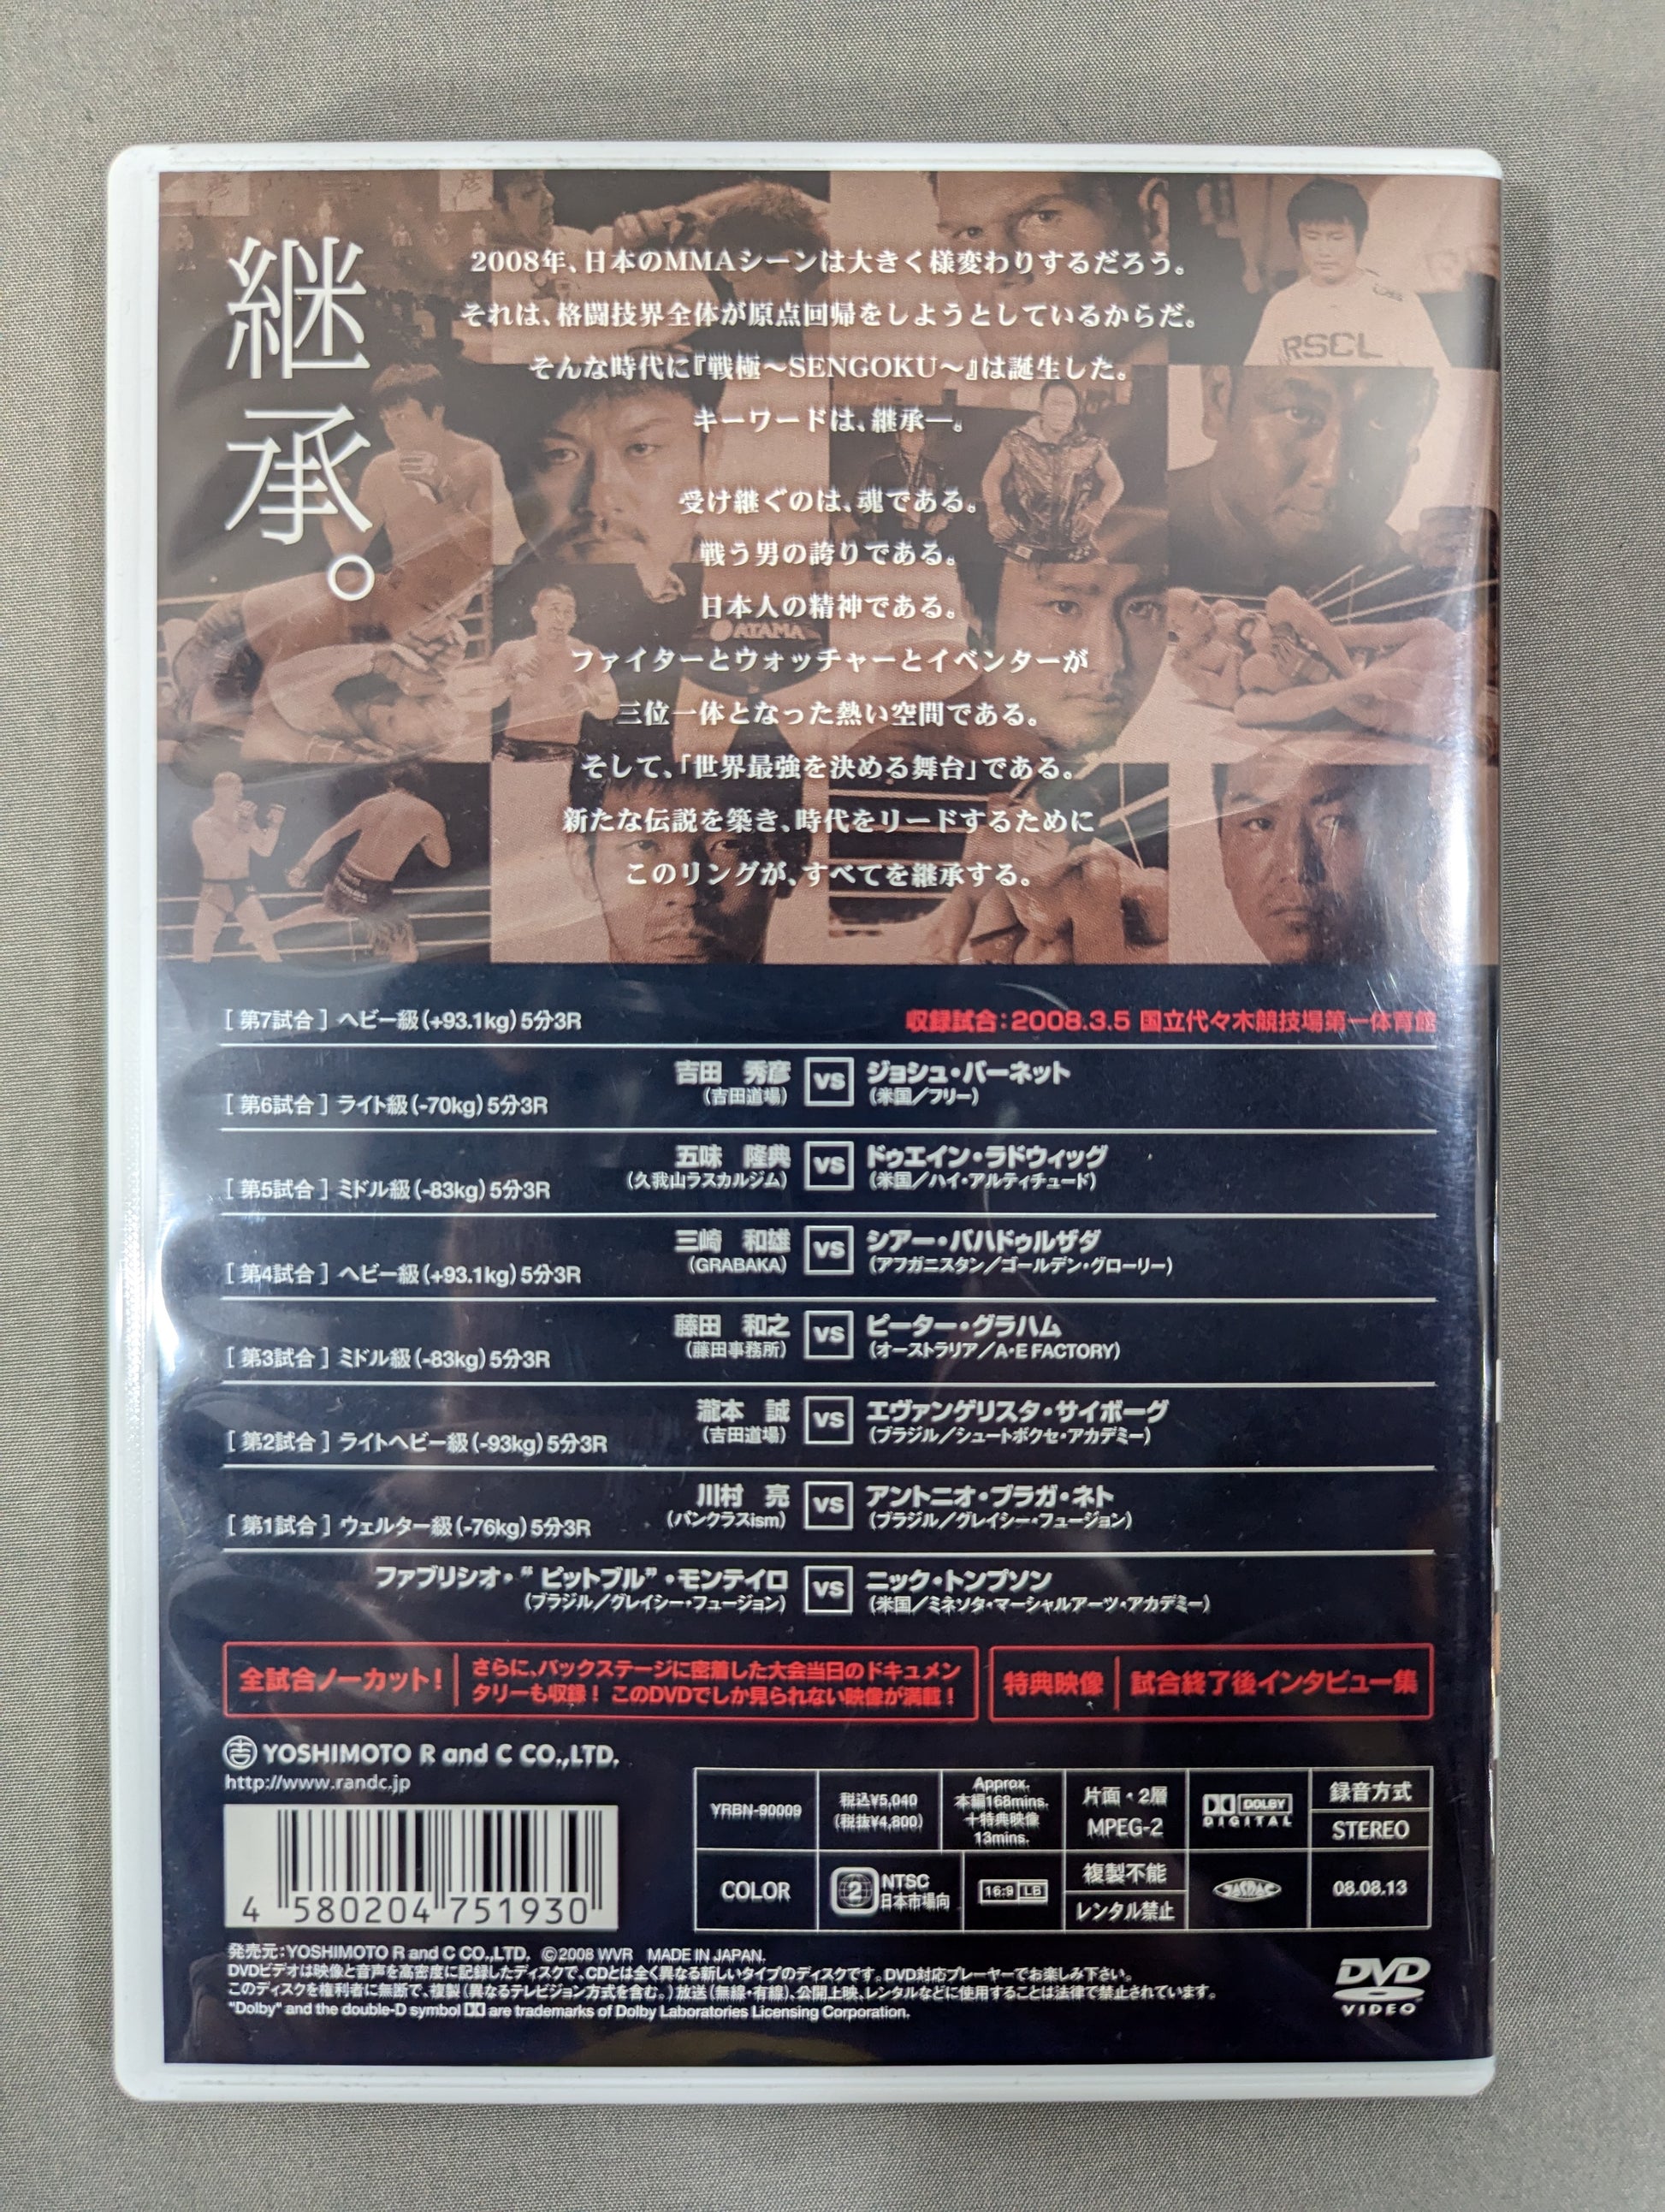 継承。
2008年、日本のMMAシーンは大きく様変わりするだろう。
それは、格闘技界全体が原点回帰をしようとしているからだ。
そんな時代に『戦極～SENGOKU～』は誕生した。
キーワードは、継承―。
受け継ぐのは、魂である。
戦う男の誇りである。
日本人の精神である。
ファイターとウォッチャーとイベンターが
三位一体となった熱い空間である。
そして、「世界最強を決める舞台」である。
新たな伝説を築き、時代をリードするために
このリングが、すべてを継承する。
RSCL
ATAMA
[ 第7試合 ] ヘビー級(+93.1kg)5分3R
収録試合:2008.3.5 国立代々木競技場第一体育館
吉田 秀彦 vs ジョシュ・バーネット
(吉田道場) (米国/フリー)
[ 第6試合 ] ライト級(-70kg)5分3R
五味 隆典 vs ドゥエイン・ラドウィッグ
(久我山ラスカルジム) (米国/ハイ・アルティチュード)
[ 第5試合 ] ミドル級(-83kg)5分3R
三崎 和雄 vs シアー・バハドゥルザダ
(GRABAKA) (アフガニスタン/ゴールデン・グローリー)
[ 第4試合 ] ヘビー級(+93.1kg)5分3R
藤田 和之 vs ピーター・グラハム
(藤田事務所) (オーストラリア/A・E FACTORY)
[ 第3試合 ] ミドル級(-83kg)5分3R
瀧本 誠 vs エヴァンゲリスタ・サイボーグ
(吉田道場) (ブラジル/シュートボクセ・アカデミー)
[ 第2試合 ] ライトヘビー級(-93kg)5分3R
川村 亮 vs アントニオ・ブラガ・ネト
(パンクラスism) (ブラジル/グレイシー・フュージョン)
[ 第1試合 ] ウェルター級(-76kg)5分3R
ファブリシオ・“ピットブル”・モンテイロ vs ニック・トンプソン
(ブラジル/グレイシー・フュージョン) (米国/ミネソタ・マーシャルアーツ・アカデミー)
全試合ノーカット!
さらに、バックステージに密着した大会当日のドキュメン
タリーも収録! このDVDでしか見られない映像が満載!
特典映像 試合終了後インタビュー集
YOSHIMOTO R and C CO.,LTD.
http://www.randc.jp
4 580204 751930
YRBN-90009
税込¥5,040
(税抜¥4,800)
Approx.
本編168mins.
+特典映像
13mins.
片面・2層
MPEG-2
DOLBY
DIGITAL
録音方式
STEREO
COLOR
2
NTSC
日本市場向
16:9 LB
複製不能
レンタル禁止
JASRAC
08.08.13
発売元:YOSHIMOTO R and C CO.,LTD. ©2008 WVR MADE IN JAPAN.
DVDビデオは映像と音声を高密度に記録したディスクで、CDとは全く異なる新しいタイプのディスクです。DVD対応プレーヤーでお楽しみ下さい。
このディスクを権利者に無断で、複製(異なるテレビジョン方式を含む。)放送(無線・有線)、公開上映、レンタルなどに使用することは法律で禁止されています。
"Dolby" and the double-D symbol are trademarks of Dolby Laboratories Licensing Corporation.
DVD
VIDEO